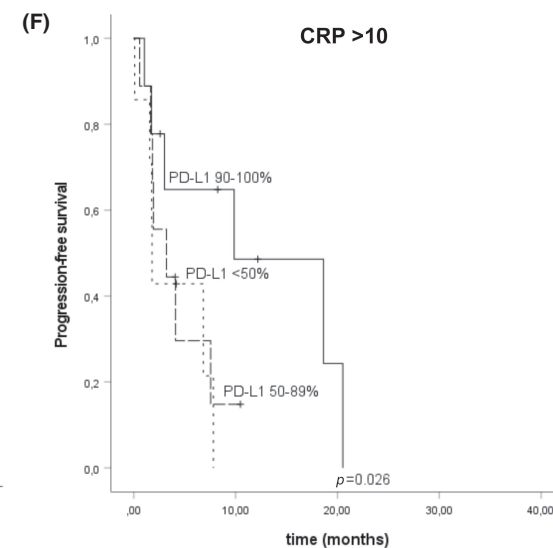 (F)
CRP >10
1,0
0,8
0,6
0,4
0,2
0,0
Progression-free survival
PD-L1 90-100%
PD-L1 <50%
PD-L1 50-89%
p=0.026
,00
10,00
20,00
30,00
40,00
time (months)